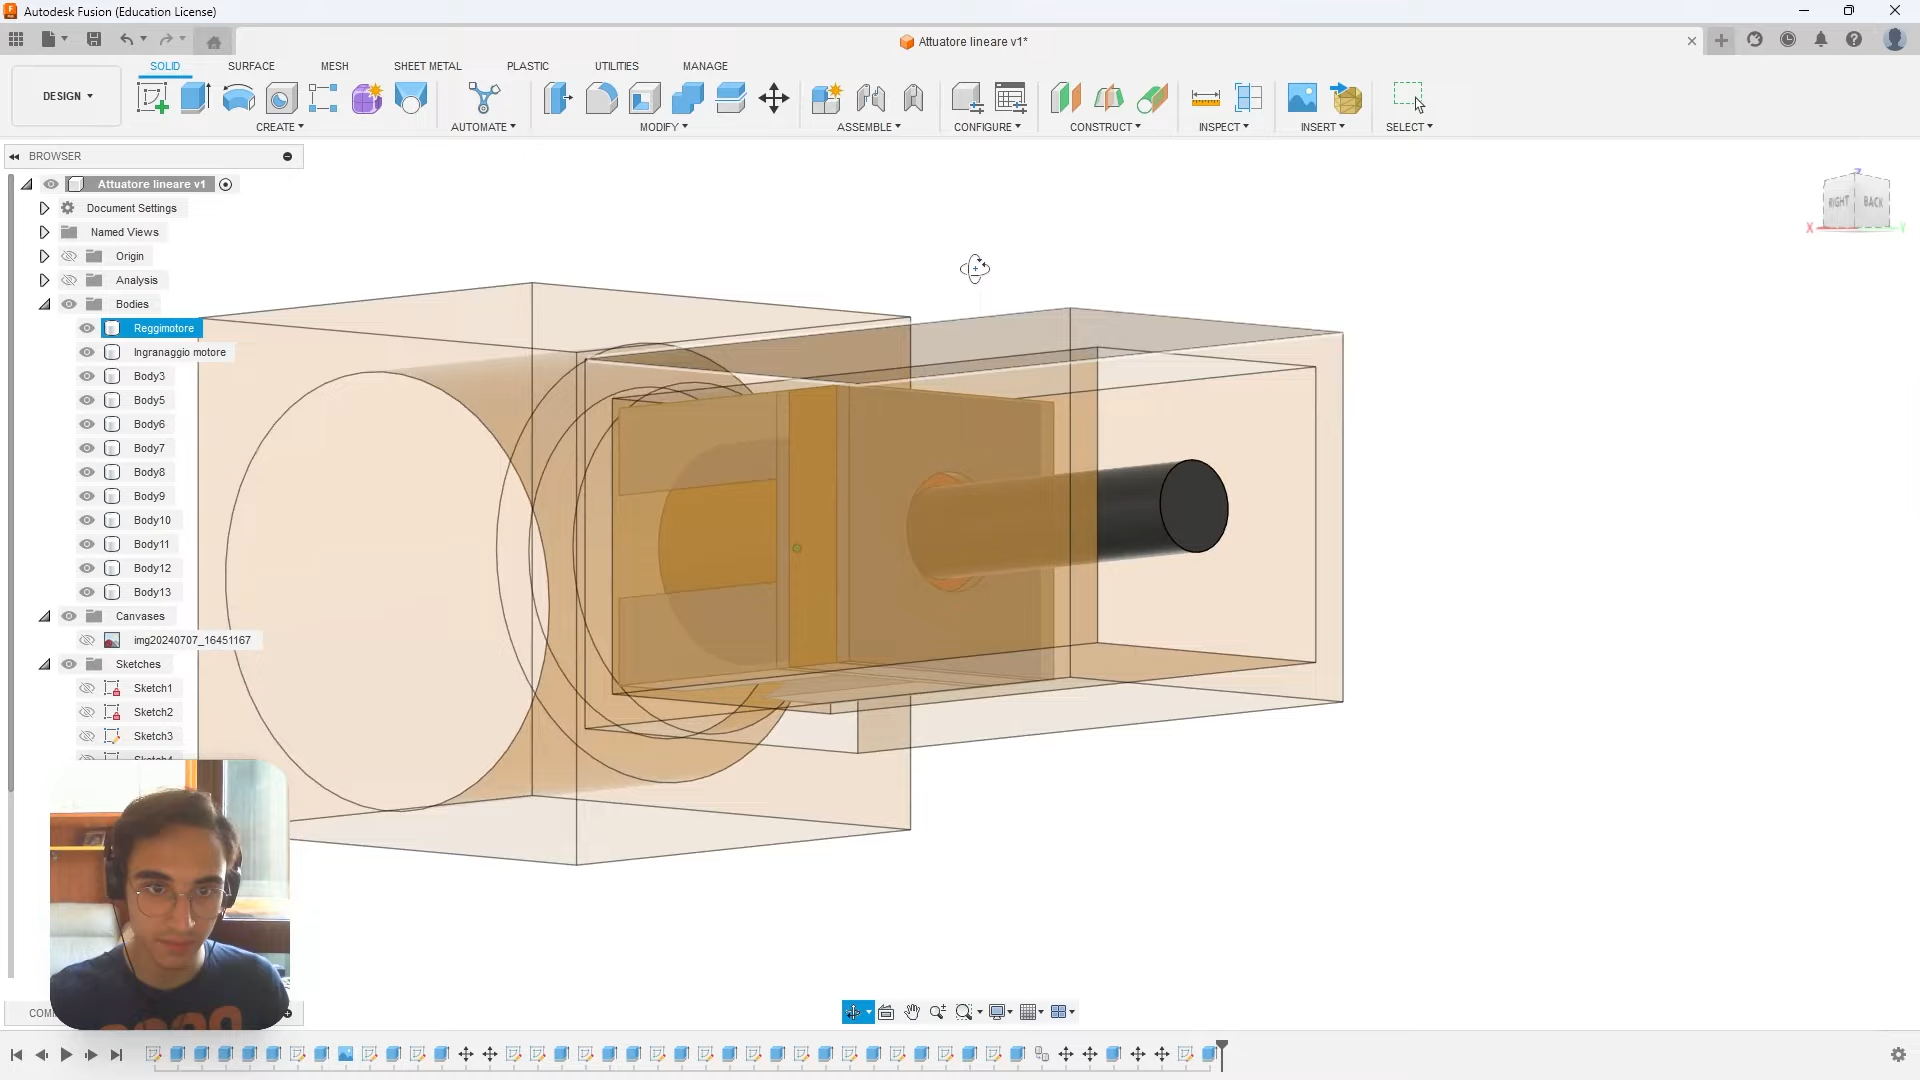 Autodesk Fusion (Education License)
Attuatore lineare v1*
DESIGN
SOLID
SURFACE
MESH
SHEET METAL
PLASTIC
UTILITIES
MANAGE
CREATE
AUTOMATE
MODIFY
ASSEMBLE
CONFIGURE
CONSTRUCT
INSPECT
INSERT
SELECT
BROWSER
Attuatore lineare v1
Document Settings
Named Views
Origin
Analysis
Bodies
Reggimotore
Ingranaggio motore
Body3
Body5
Body6
Body7
Body8
Body9
Body10
Body11
Body12
Body13
Canvases
img20240707_16451167
Sketches
Sketch1
Sketch2
Sketch3
RIGHT
BACK
Z
X
Y